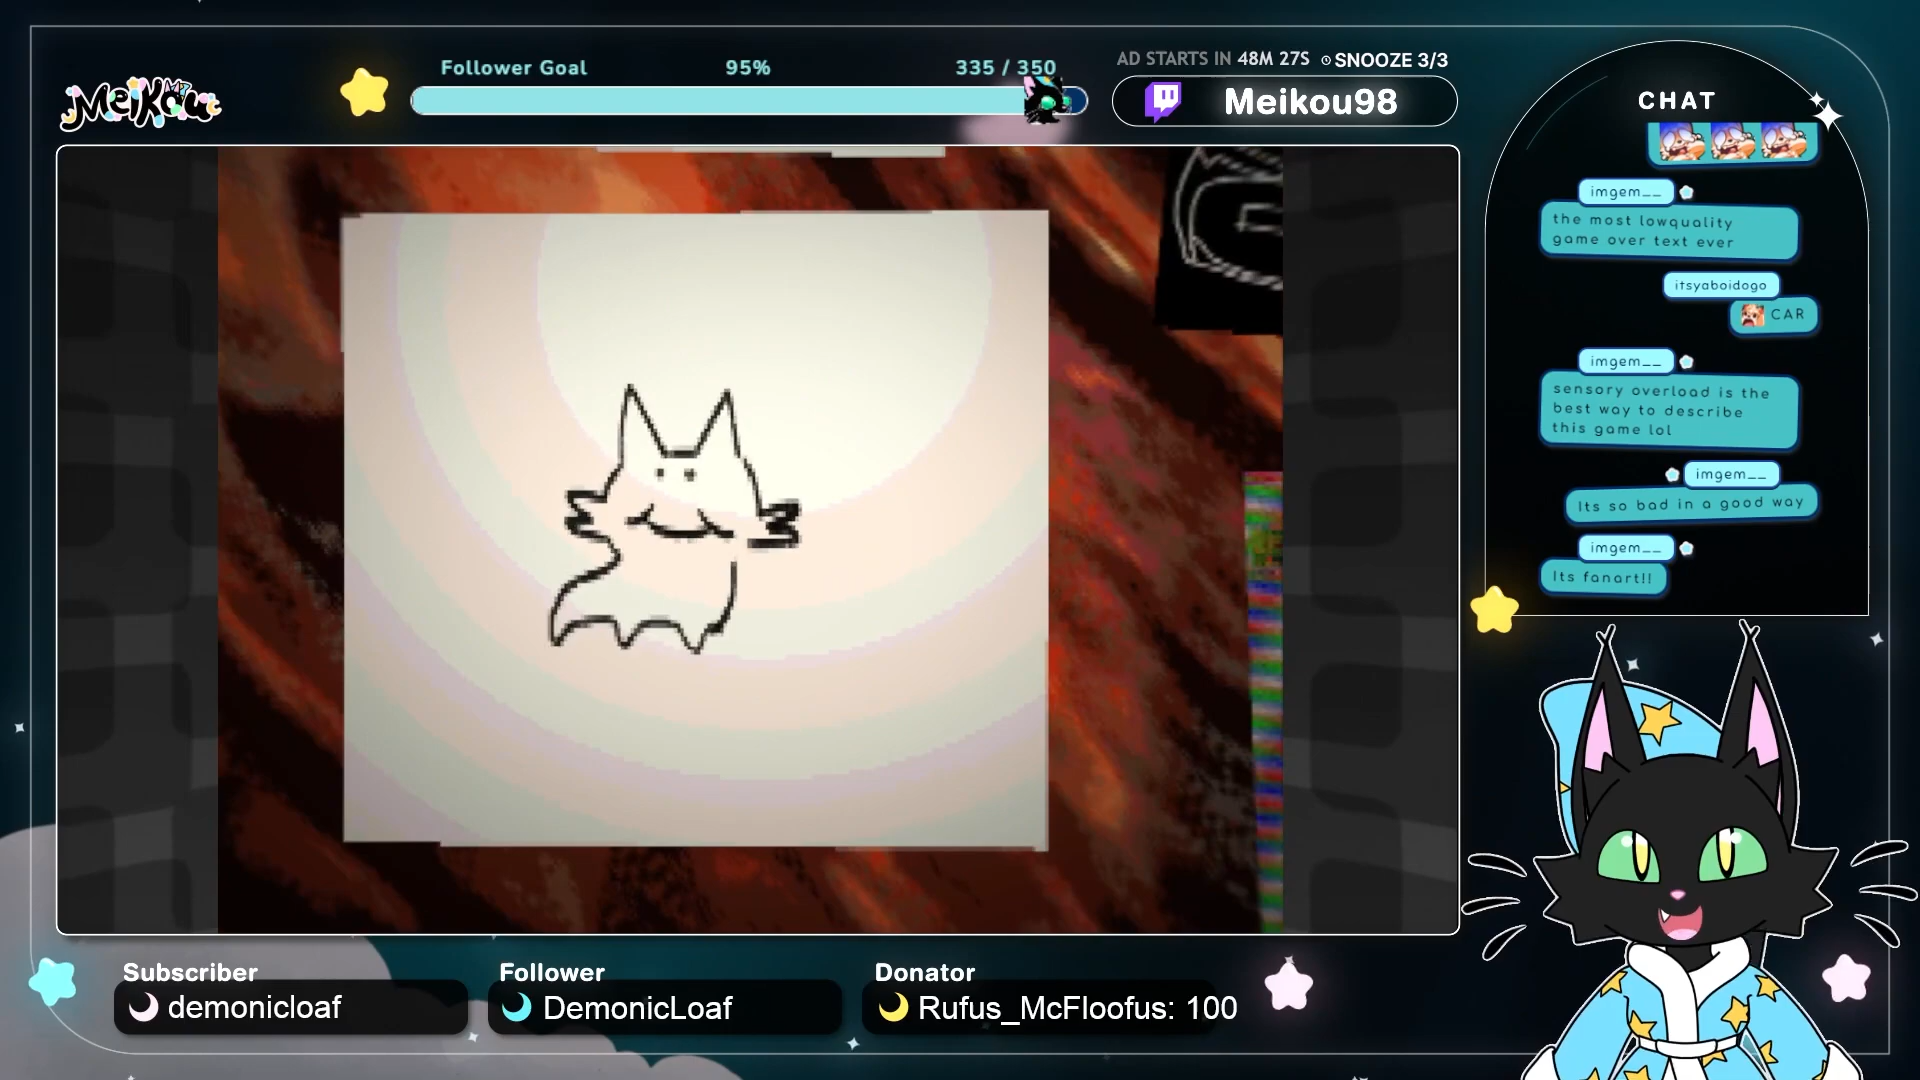 Meikou
Follower Goal 95% 335 / 350
AD STARTS IN 48M 27S SNOOZE 3/3
Meikou98
CHAT
imgem__
the most lowquality
game over text ever
itsyaboidogo
CAR
imgem__
sensory overload is the
best way to describe
this game lol
imgem__
Its so bad in a good way
imgem__
Its fanart!!
Subscriber
demonicloaf
Follower
DemonicLoaf
Donator
Rufus_McFloofus: 100